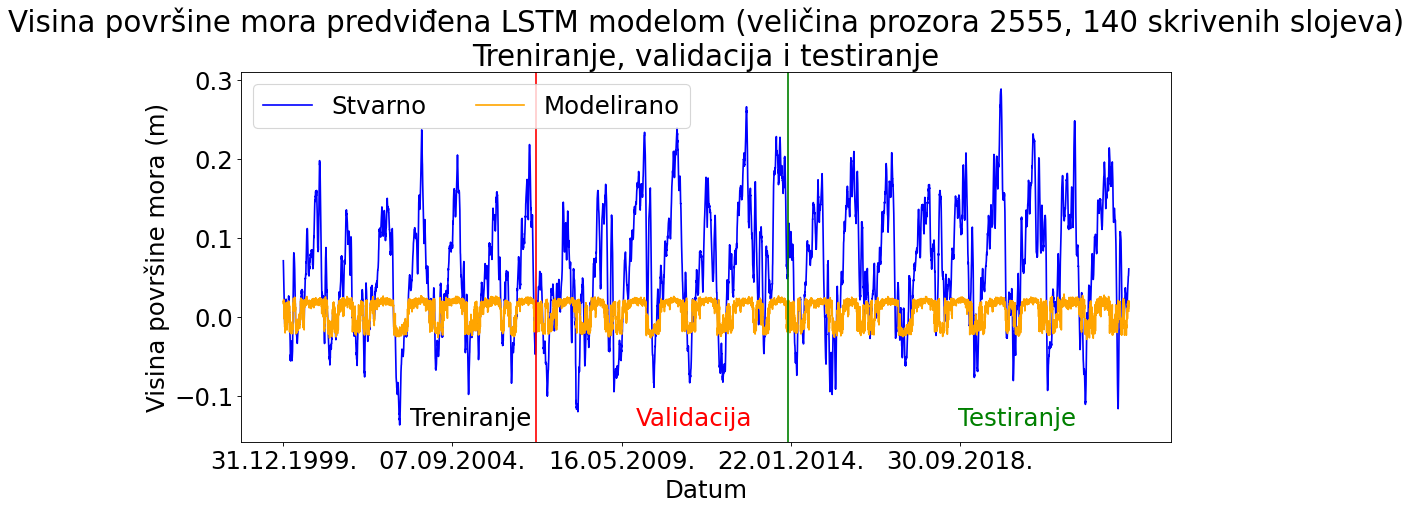 Visina površine mora predviđena LSTM modelom (veličina prozora 2555, 140 skrivenih slojeva)
Treniranje, validacija i testiranje
Stvarno
Modelirano
Visina površine mora (m)
0.3
0.2
0.1
0.0
−0.1
Treniranje
Validacija
Testiranje
31.12.1999.
07.09.2004.
16.05.2009.
22.01.2014.
30.09.2018.
Datum